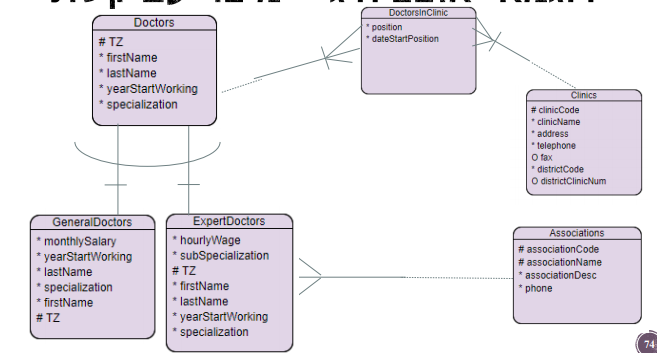 Doctors
# TZ
* firstName
* lastName
* yearStartWorking
* specialization
DoctorsInClinic
* position
* dateStartPosition
Clinics
# clinicCode
* clinicName
* address
* telephone
O fax
* districtCode
O districtClinicNum
GeneralDoctors
* monthlySalary
* yearStartWorking
* lastName
* specialization
* firstName
# TZ
ExpertDoctors
* hourlyWage
* subSpecialization
# TZ
* firstName
* lastName
* yearStartWorking
* specialization
Associations
# associationCode
# associationName
* associationDesc
* phone
74